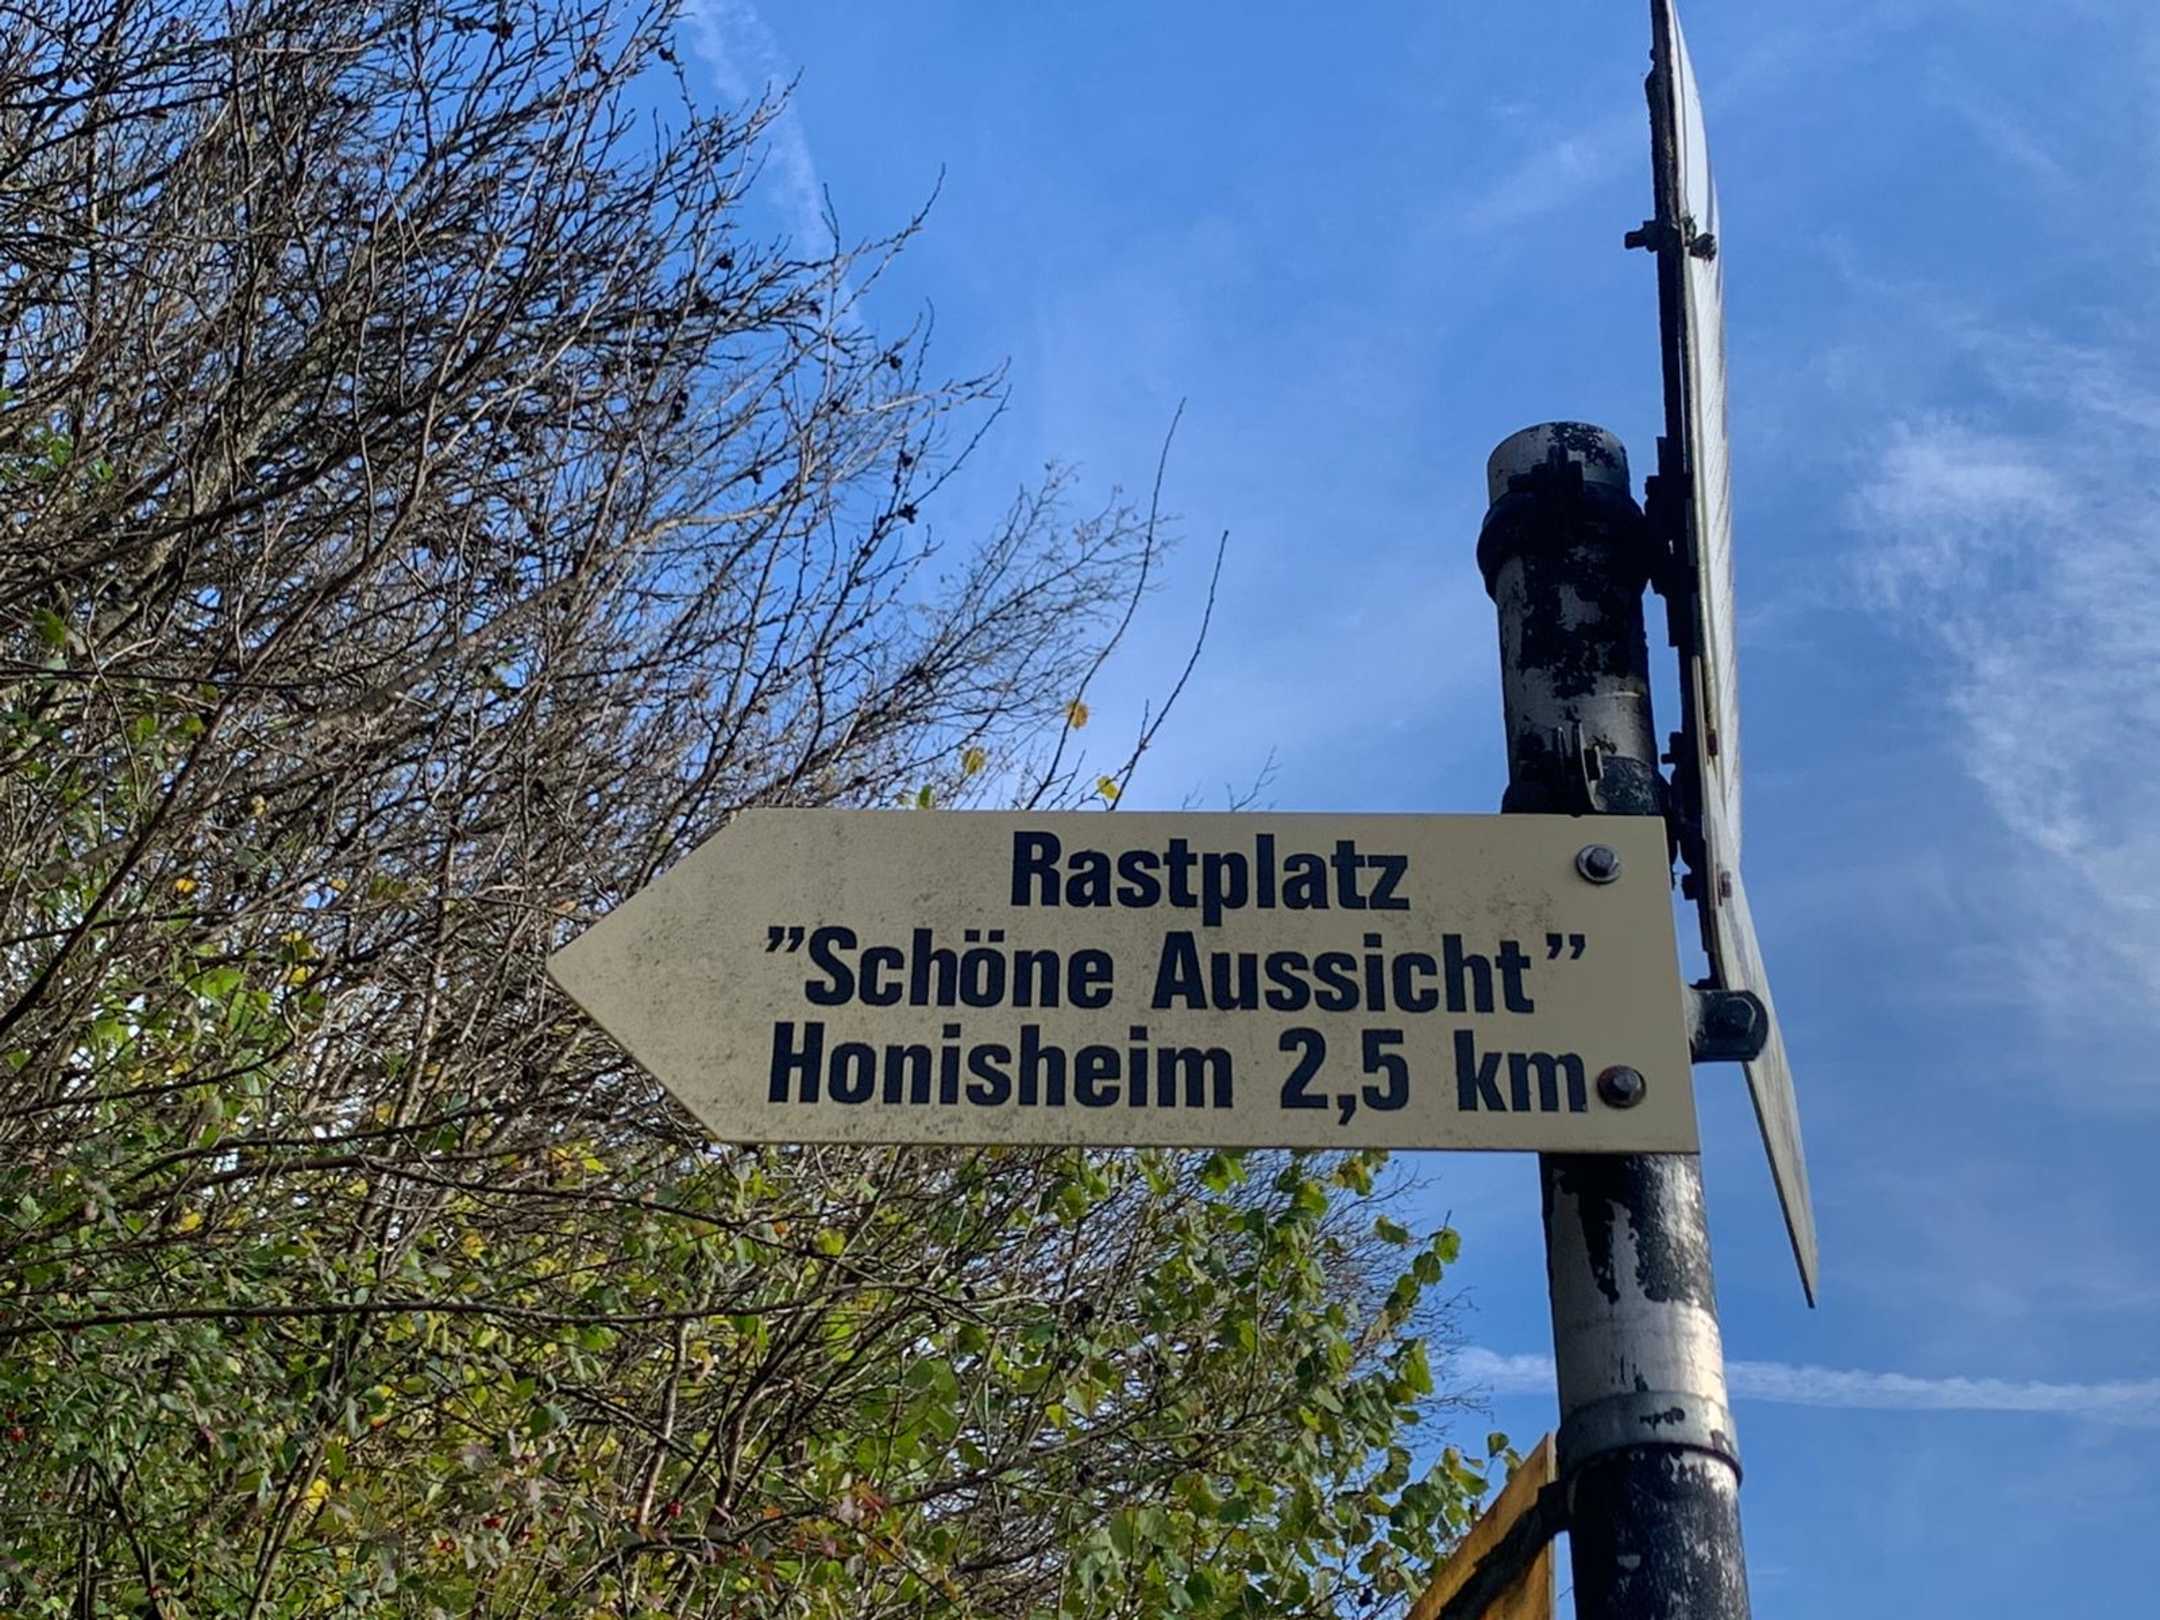 Rastplatz
”Schöne Aussicht”
Honisheim 2,5 km